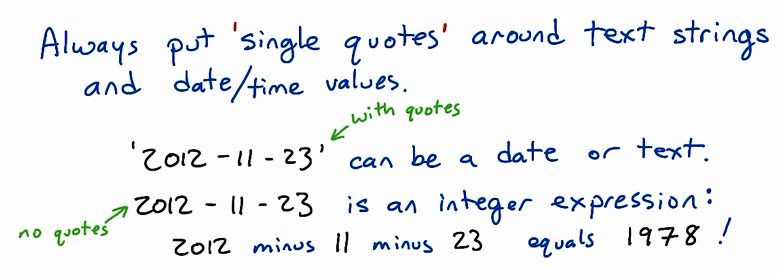 Always put 'single quotes' around text strings
and date/time values.
with quotes
'2012-11-23' can be a date or text.
2012-11-23 is an integer expression:
no quotes
2012 minus 11 minus 23 equals 1978!